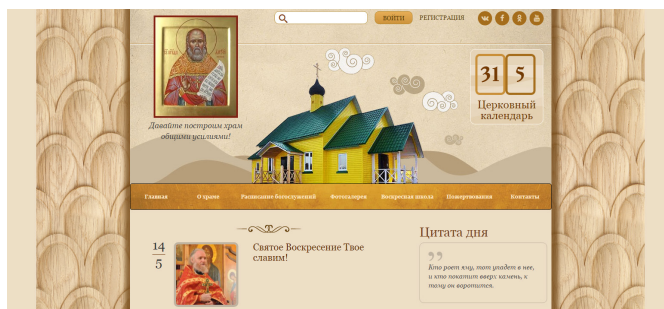 ВОЙТИ
РЕГИСТРАЦИЯ
31 5
Церковный
календарь
Давайте построим храм
общими усилиями!
Главная
О храме
Расписание богослужений
Фотогалерея
Воскресная школа
Пожертвования
Контакты
14
5
Святое Воскресение Твое
славим!
Цитата дня
Кто роет яму, тот упадет в нее,
и кто покатит вверх камень, к
тому он воротится.